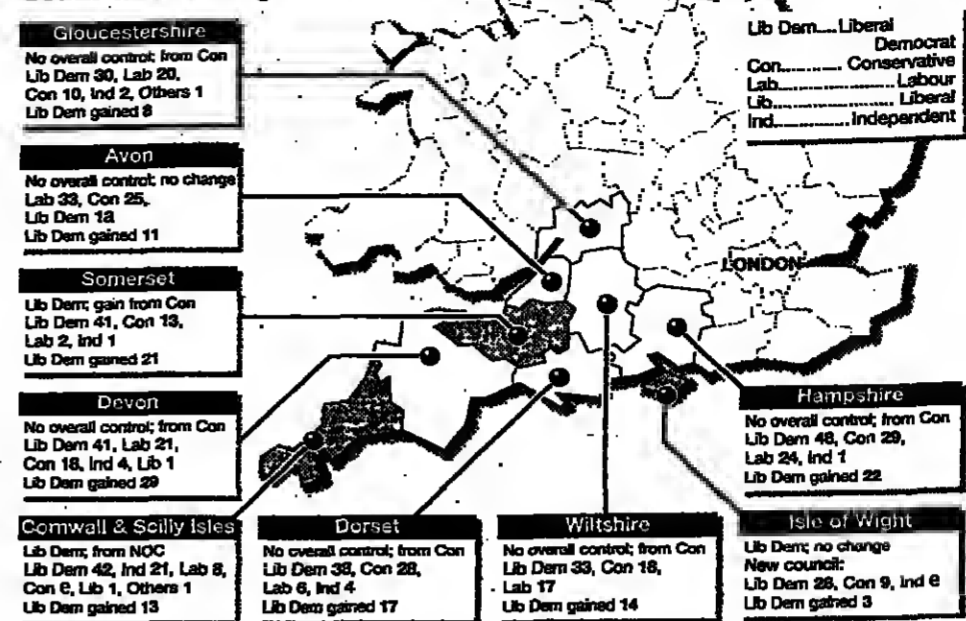 Gloucestershire
No overall control; from Con
Lib Dem 30, Lab 20,
Con 10, Ind 2, Others 1
Lib Dem gained 8
Avon
No overall control; no change
Lab 33, Con 25,
Lib Dem 18
Lib Dem gained 11
Somerset
Lib Dem; gain from Con
Lib Dem 41, Con 13,
Lab 2, Ind 1
Lib Dem gained 21
Devon
No overall control; from Con
Lib Dem 41, Lab 21,
Con 18, Ind 4, Lib 1
Lib Dem gained 29
Cornwall & Scilly Isles
Lib Dem; from NOC
Lib Dem 42, Ind 21, Lab 8,
Con, Lib 1, Others 1
Lib Dem gained 13
Dorset
No overall control; from Con
Lib Dem 38, Con 28,
Lab 6, Ind 4
Lib Dem gained 17
Wiltshire
No overall control; from Con
Lib Dem 33, Con 18,
Lab 17
Lib Dem gained 14
Lib Dem....Liberal
Democrat
Con............ Conservative
Lab....................Labour
Lib..................... Liberal
Ind..............Independent
LONDON
Hampshire
No overall control; from Con
Lib Dem 48, Con 29,
Lab 24, Ind 1
Lib Dem gained 22
Isle of Wight
Lib Dem; no change
New council:
Lib Dem 26, Con 9, Ind
Lib Dem gained 3